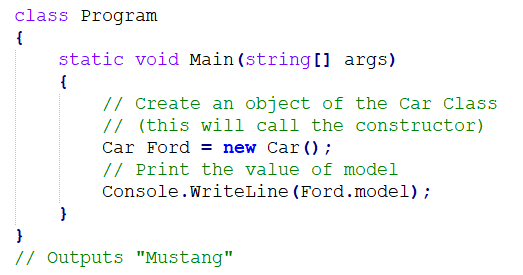 class Program
{
    static void Main(string[] args)
    {
        // Create an object of the Car Class
        // (this will call the constructor)
        Car Ford = new Car();
        // Print the value of model
        Console.WriteLine(Ford.model);
    }
}
// Outputs "Mustang"